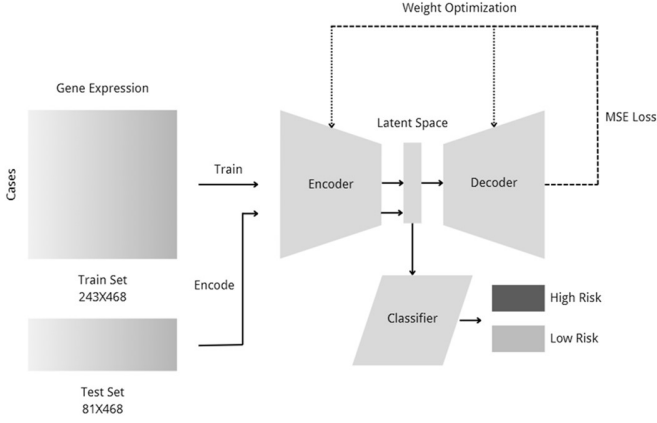 Weight Optimization
Gene Expression
MSE Loss
Latent Space
Cases
Train
Encoder
Decoder
Train Set
243X468
Encode
High Risk
Classifier
Low Risk
Test Set
81X468